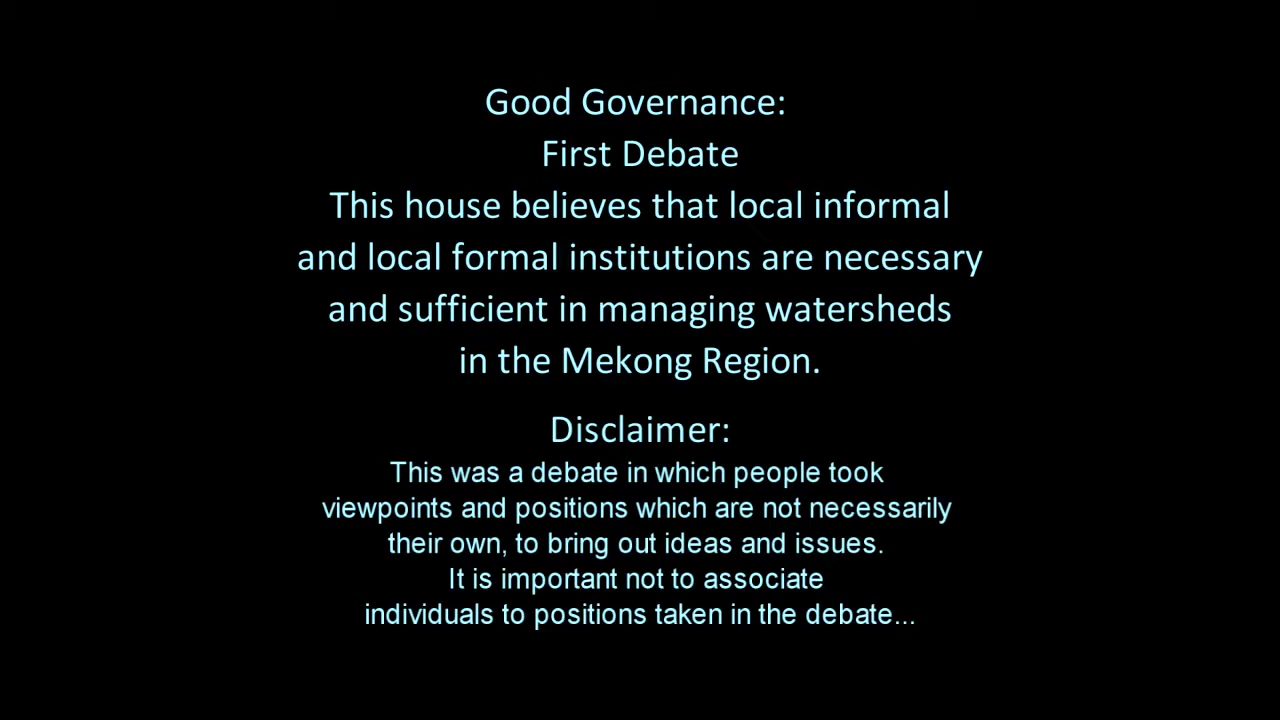 Good Governance:
First Debate
This house believes that local informal
and local formal institutions are necessary
and sufficient in managing watersheds
in the Mekong Region.
Disclaimer:
This was a debate in which people took
viewpoints and positions which are not necessarily
their own, to bring out ideas and issues.
It is important not to associate
individuals to positions taken in the debate...